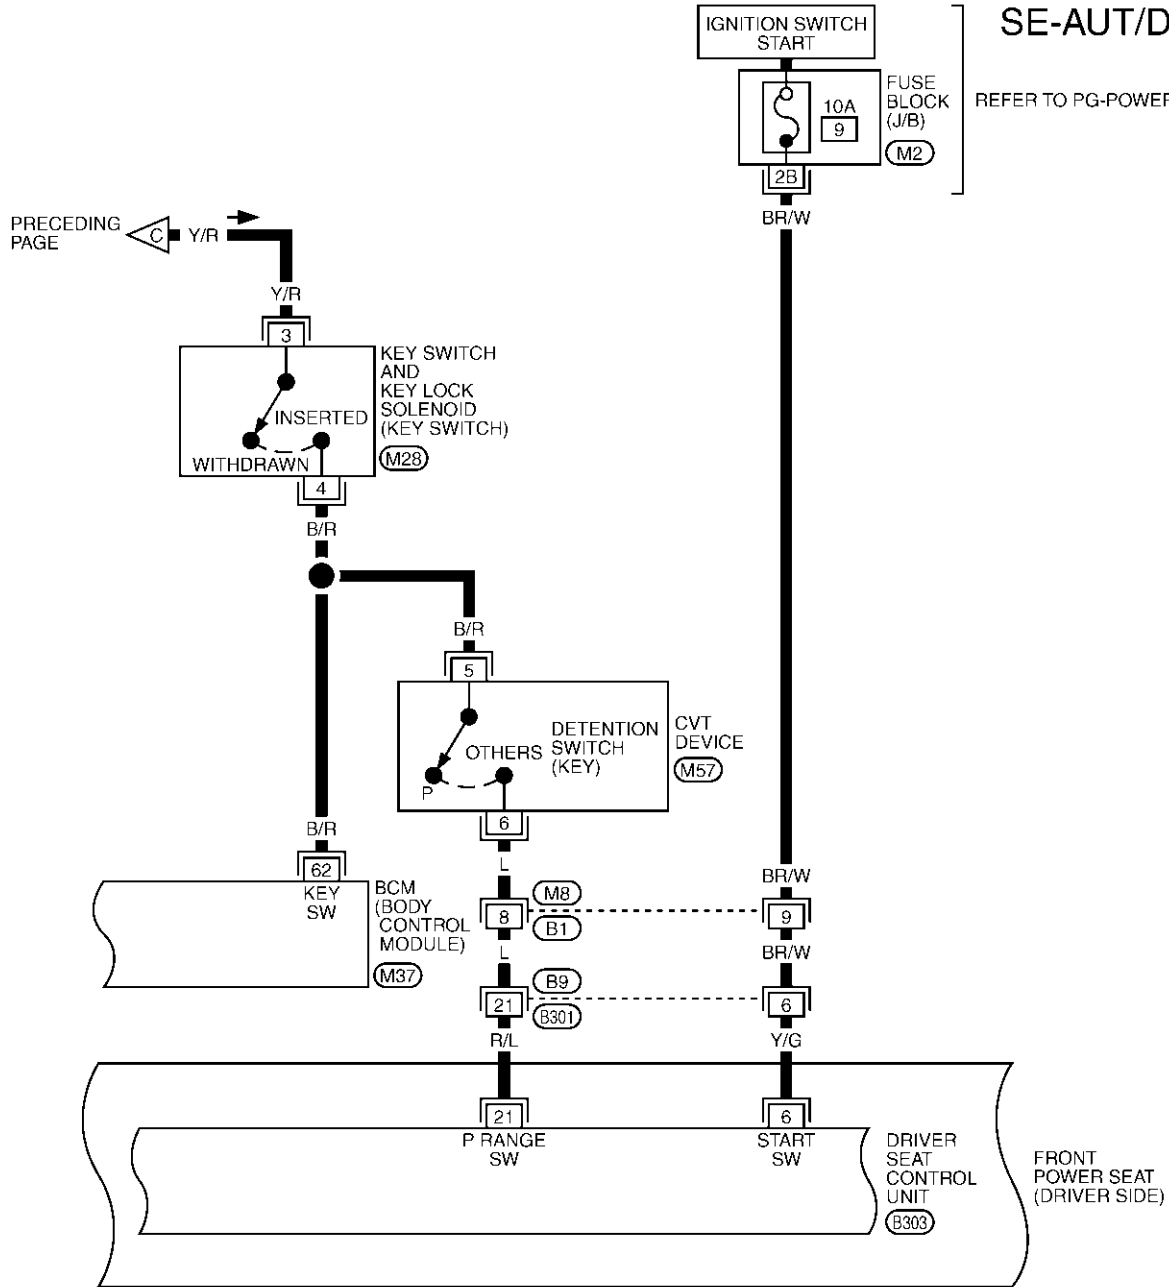 SE-AUT/D
IGNITION SWITCH
START
FUSE
BLOCK
(J/B)
10A
9
M2
REFER TO PG-POWER
2B
BR/W
PRECEDING
PAGE
C
Y/R
Y/R
3
KEY SWITCH
AND
KEY LOCK
SOLENOID
(KEY SWITCH)
M28
INSERTED
WITHDRAWN
4
B/R
B/R
5
DETENTION
SWITCH
(KEY)
OTHERS
P
CVT
DEVICE
M57
6
L
B/R
62
KEY
SW
BCM
(BODY
CONTROL
MODULE)
M37
BR/W
M8
8
B1
9
L
BR/W
B9
21
B301
6
R/L
Y/G
21
6
P RANGE
SW
START
SW
DRIVER
SEAT
CONTROL
UNIT
B303
FRONT
POWER SEAT
(DRIVER SIDE)